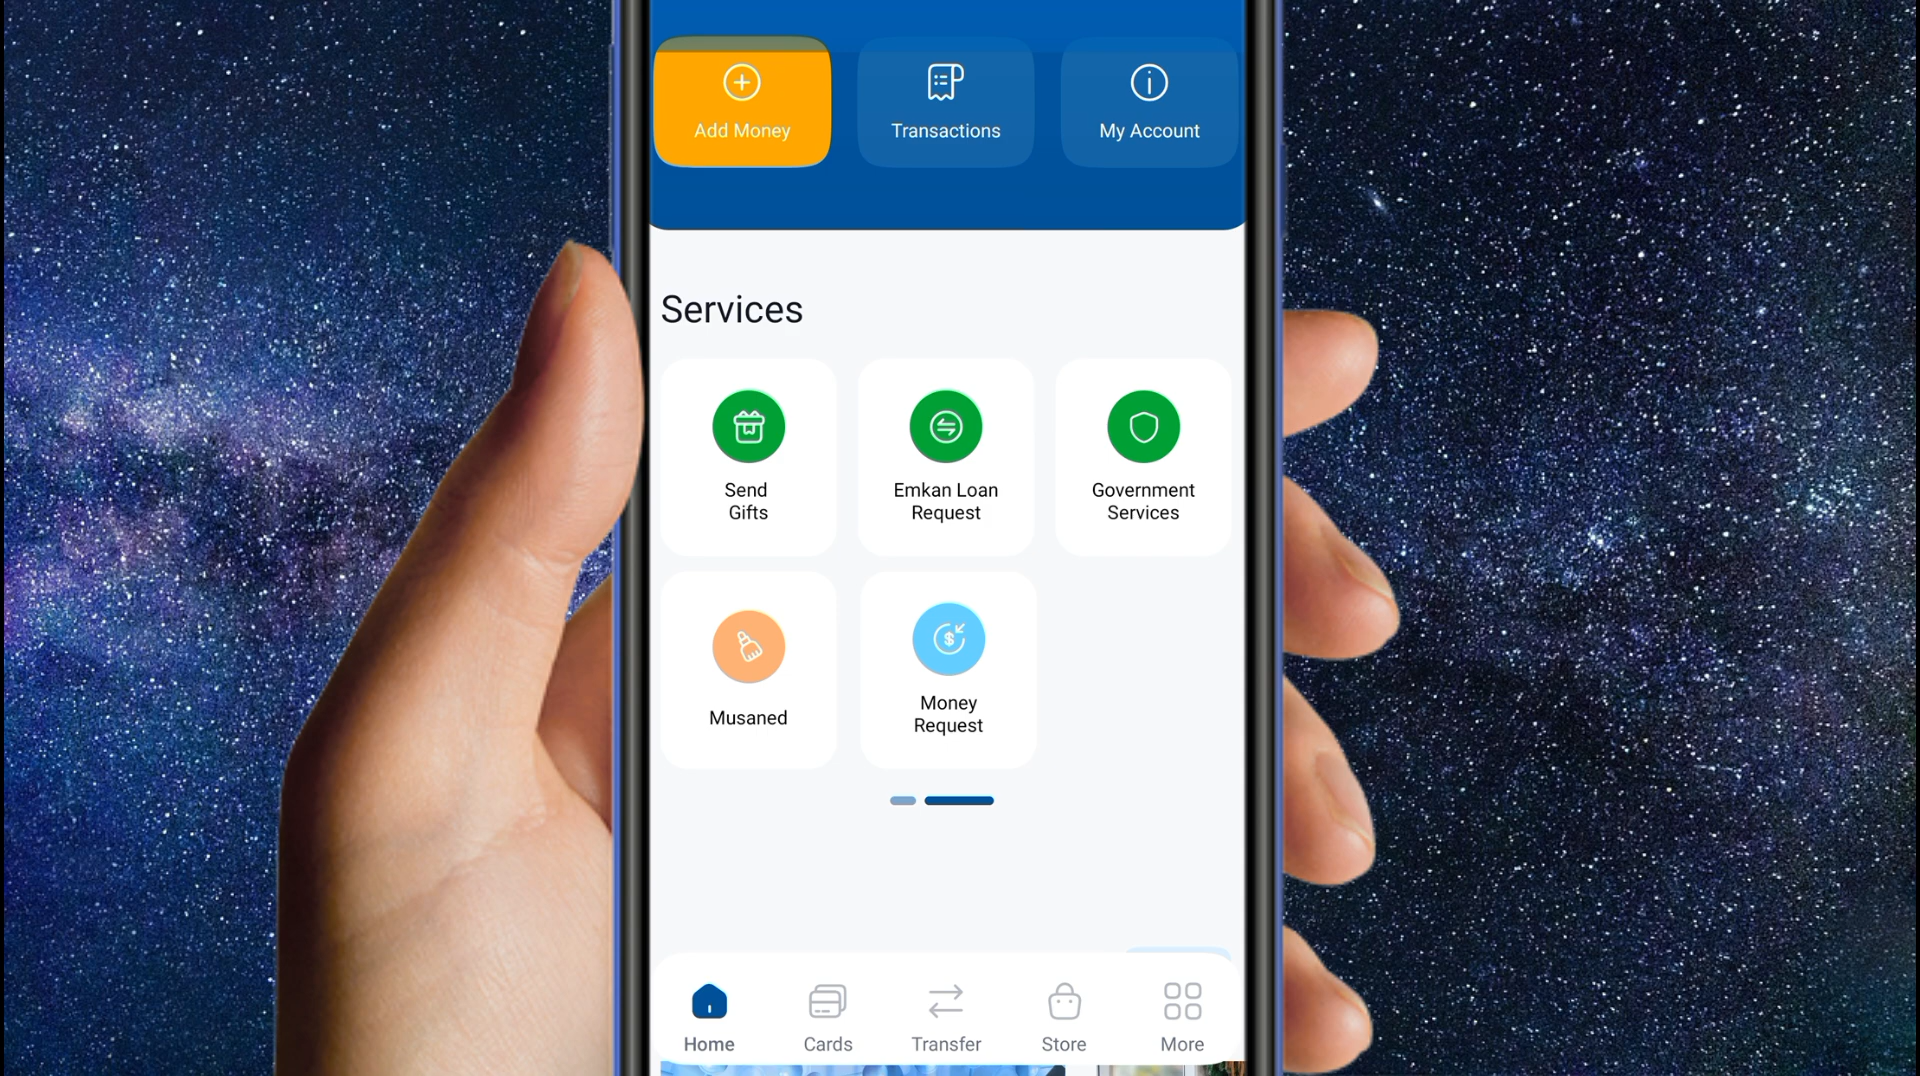 Add Money
Transactions
My Account
Services
Send
Gifts
Emkan Loan
Request
Government
Services
Musaned
Money
Request
Home
Cards
Transfer
Store
More